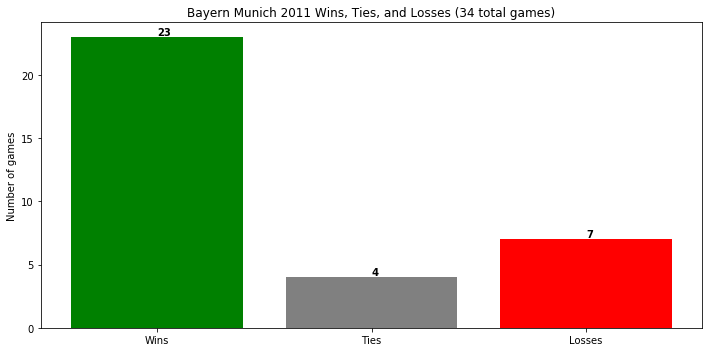 Bayern Munich 2011 Wins, Ties, and Losses (34 total games)
23
20
15
10
5
0
4
7
Number of games
Wins
Ties
Losses